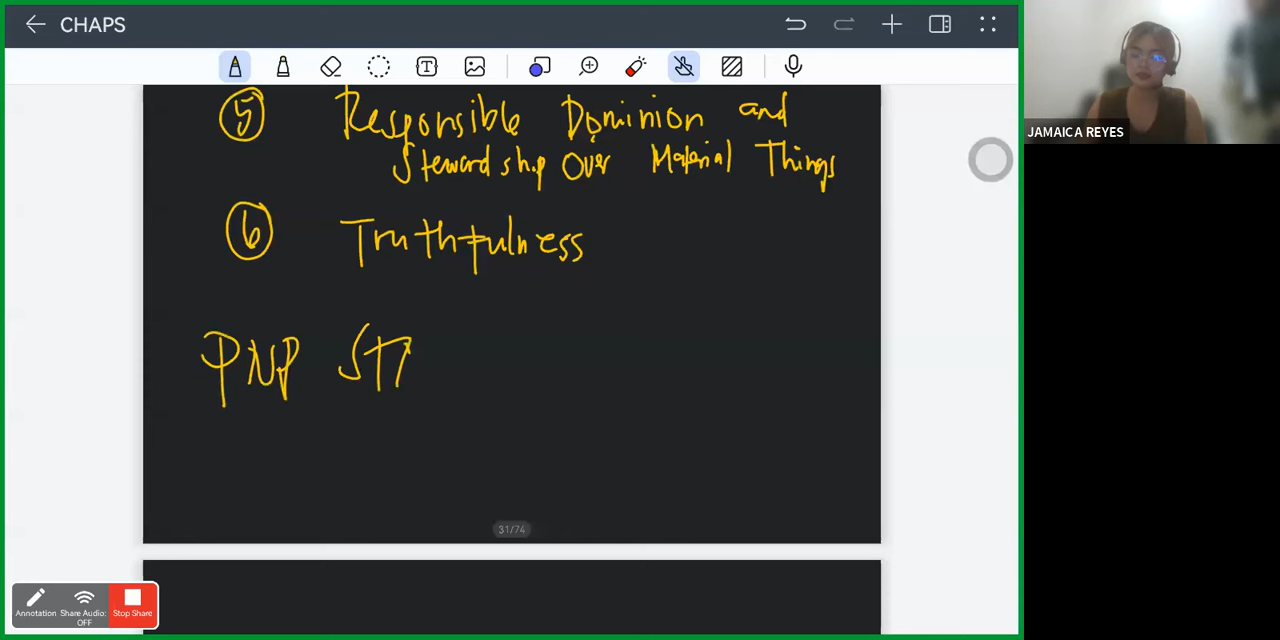 CHAPS
JAMAICA REYES
5 Responsible Dominion and
Stewardship Over Material Things
6 Truthfulness
PNP
31/74
Annotation
Share Audio:
OFF
Stop Share